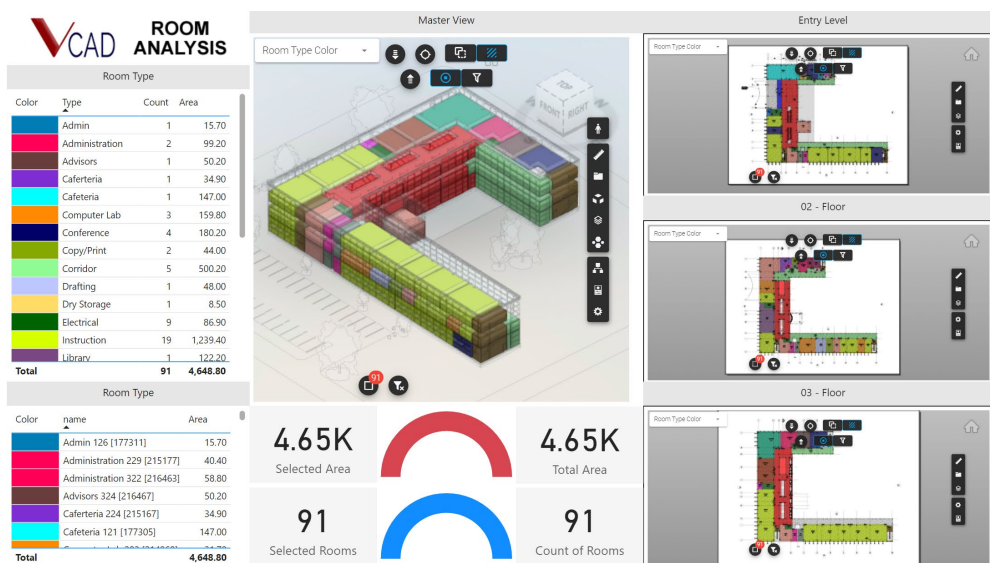 VCAD
ROOM
ANALYSIS
Room Type
Color Type Count Area
Admin 1 15.70
Administration 2 99.20
Advisors 1 50.20
Caferteria 1 34.90
Cafeteria 1 147.00
Computer Lab 3 159.80
Conference 4 180.20
Copy/Print 2 44.00
Corridor 5 500.20
Drafting 1 48.00
Dry Storage 1 8.50
Electrical 9 86.90
Instruction 19 1,239.40
Library 1 122.20
Total 91 4,648.80
Room Type
Color name Area
Admin 126 [177311] 15.70
Administration 229 [215177] 40.40
Administration 322 [216463] 58.80
Advisors 324 [216467] 50.20
Caferteria 224 [215167] 34.90
Cafeteria 121 [177305] 147.00
Total 4,648.80
Master View
Room Type Color
TOP
FRONT
RIGHT
91
4.65K
Selected Area
4.65K
Total Area
91
Selected Rooms
91
Count of Rooms
Entry Level
Room Type Color
91
02 - Floor
Room Type Color
91
03 - Floor
Room Type Color
91